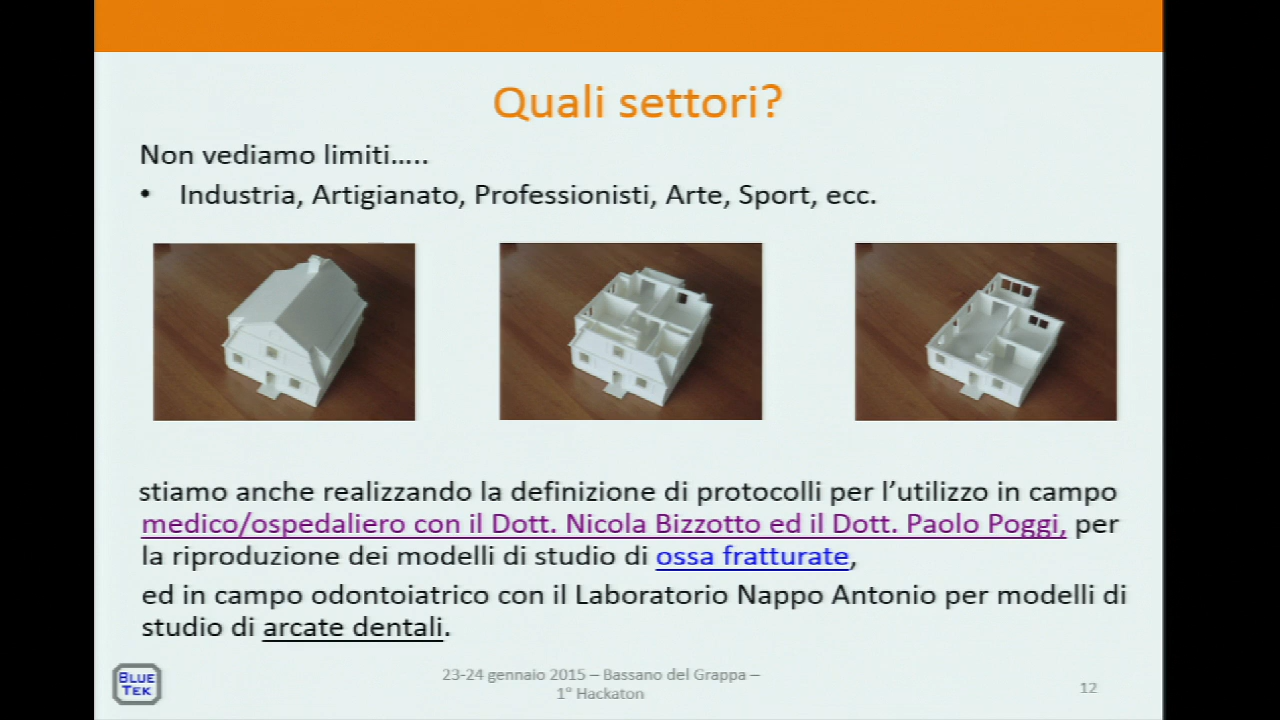 Quali settori?
Non vediamo limiti.....
• Industria, Artigianato, Professionisti, Arte, Sport, ecc.
stiamo anche realizzando la definizione di protocolli per l’utilizzo in campo
medico/ospedaliero con il Dott. Nicola Bizzotto ed il Dott. Paolo Poggi, per
la riproduzione dei modelli di studio di ossa fratturate,
ed in campo odontoiatrico con il Laboratorio Nappo Antonio per modelli di
studio di arcate dentali.
BLUE
TEK
23-24 gennaio 2015 – Bassano del Grappa –
1° Hackaton
12